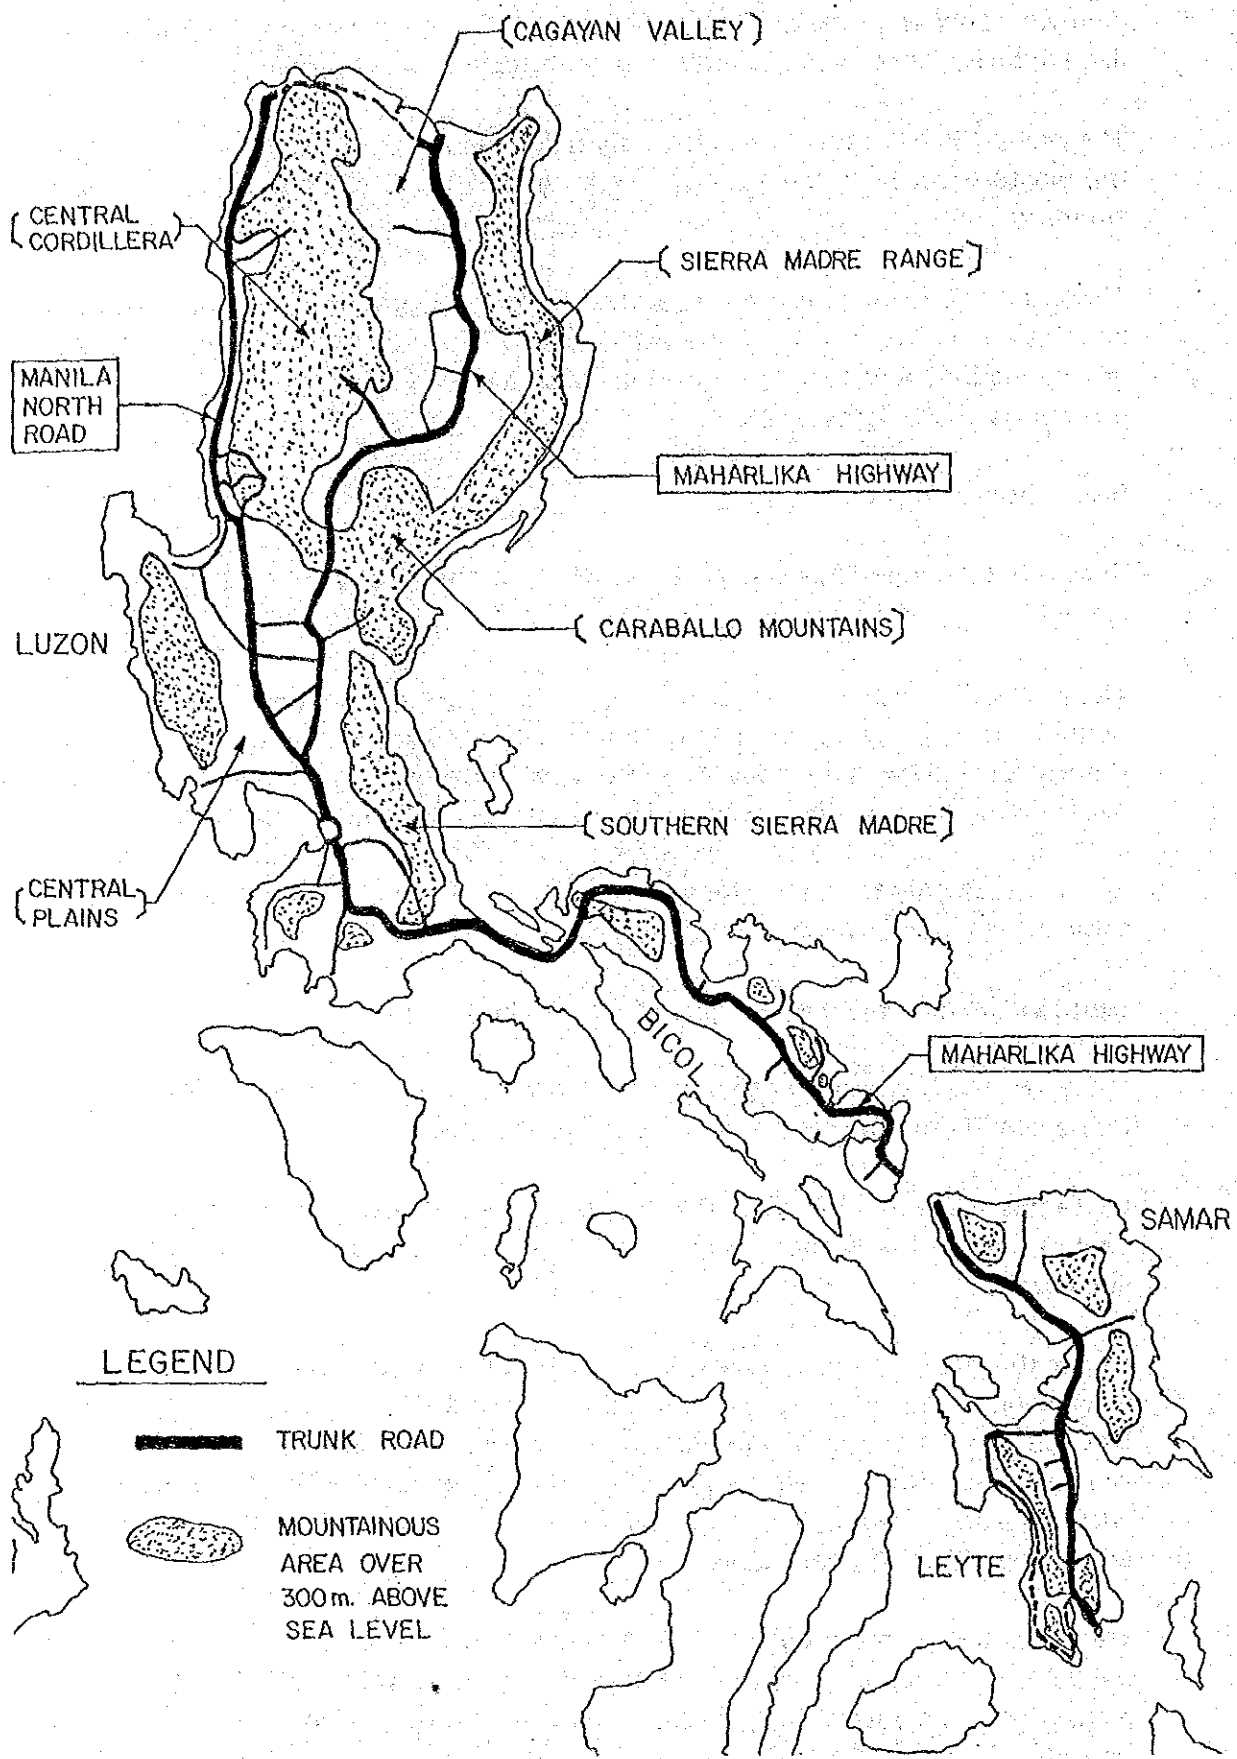 [CAGAYAN VALLEY]
[CENTRAL
CORDILLERA]
[SIERRA MADRE RANGE]
MANILA
NORTH
ROAD
MAHARLIKA HIGHWAY
[CARABALLO MOUNTAINS]
LUZON
[SOUTHERN SIERRA MADRE]
[CENTRAL
PLAINS]
BICOL
MAHARLIKA HIGHWAY
SAMAR
LEGEND
TRUNK ROAD
MOUNTAINOUS
AREA OVER
300m. ABOVE
SEA LEVEL
LEYTE